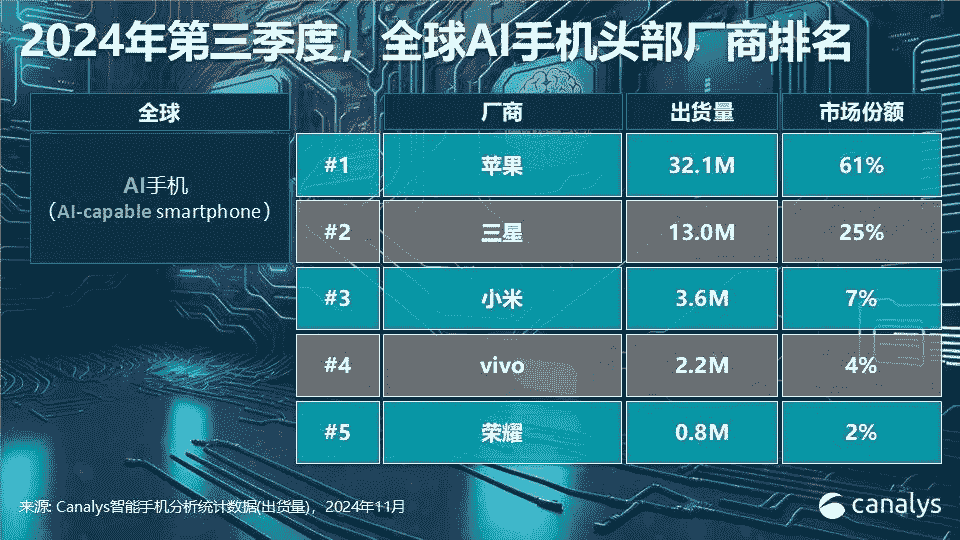 2024年第三季度，全球AI手机头部厂商排名
全球 厂商 出货量 市场份额
AI手机
（AI-capable smartphone）
#1 苹果 32.1M 61%
#2 三星 13.0M 25%
#3 小米 3.6M 7%
#4 vivo 2.2M 4%
#5 荣耀 0.8M 2%
来源: Canalys智能手机分析统计数据(出货量)，2024年11月
canalys